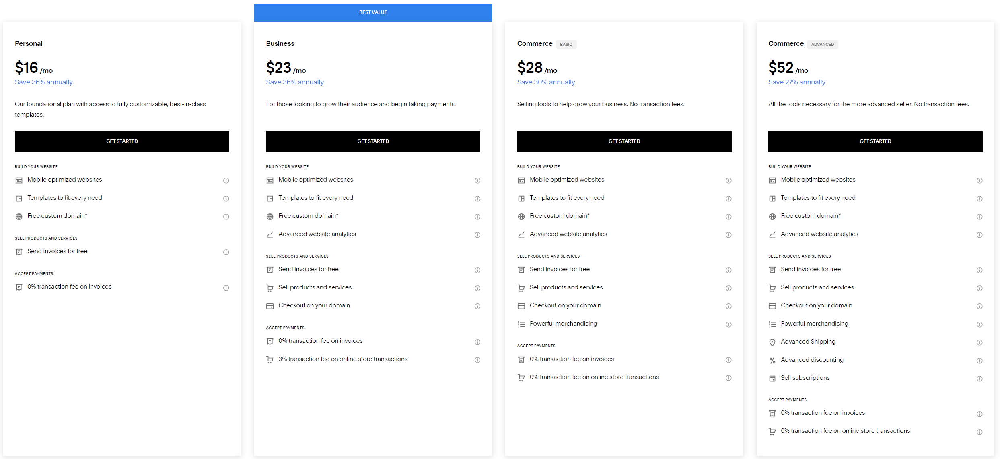 BEST VALUE
Personal
$16 /mo
Save 36% annually
Our foundational plan with access to fully customizable, best-in-class
templates.
GET STARTED
BUILD YOUR WEBSITE
Mobile optimized websites
Templates to fit every need
Free custom domain*
SELL PRODUCTS AND SERVICES
Send invoices for free
ACCEPT PAYMENTS
0% transaction fee on invoices
Business
$23 /mo
Save 36% annually
For those looking to grow their audience and begin taking payments.
GET STARTED
BUILD YOUR WEBSITE
Mobile optimized websites
Templates to fit every need
Free custom domain*
Advanced website analytics
SELL PRODUCTS AND SERVICES
Send invoices for free
Sell products and services
Checkout on your domain
ACCEPT PAYMENTS
0% transaction fee on invoices
3% transaction fee on online store transactions
Commerce BASIC
$28 /mo
Save 30% annually
Selling tools to help grow your business. No transaction fees.
GET STARTED
BUILD YOUR WEBSITE
Mobile optimized websites
Templates to fit every need
Free custom domain*
Advanced website analytics
SELL PRODUCTS AND SERVICES
Send invoices for free
Sell products and services
Checkout on your domain
Powerful merchandising
ACCEPT PAYMENTS
0% transaction fee on invoices
0% transaction fee on online store transactions
Commerce ADVANCED
$52 /mo
Save 27% annually
All the tools necessary for the more advanced seller. No transaction fees.
GET STARTED
BUILD YOUR WEBSITE
Mobile optimized websites
Templates to fit every need
Free custom domain*
Advanced website analytics
SELL PRODUCTS AND SERVICES
Send invoices for free
Sell products and services
Checkout on your domain
Powerful merchandising
Advanced Shipping
Advanced discounting
Sell subscriptions
ACCEPT PAYMENTS
0% transaction fee on invoices
0% transaction fee on online store transactions